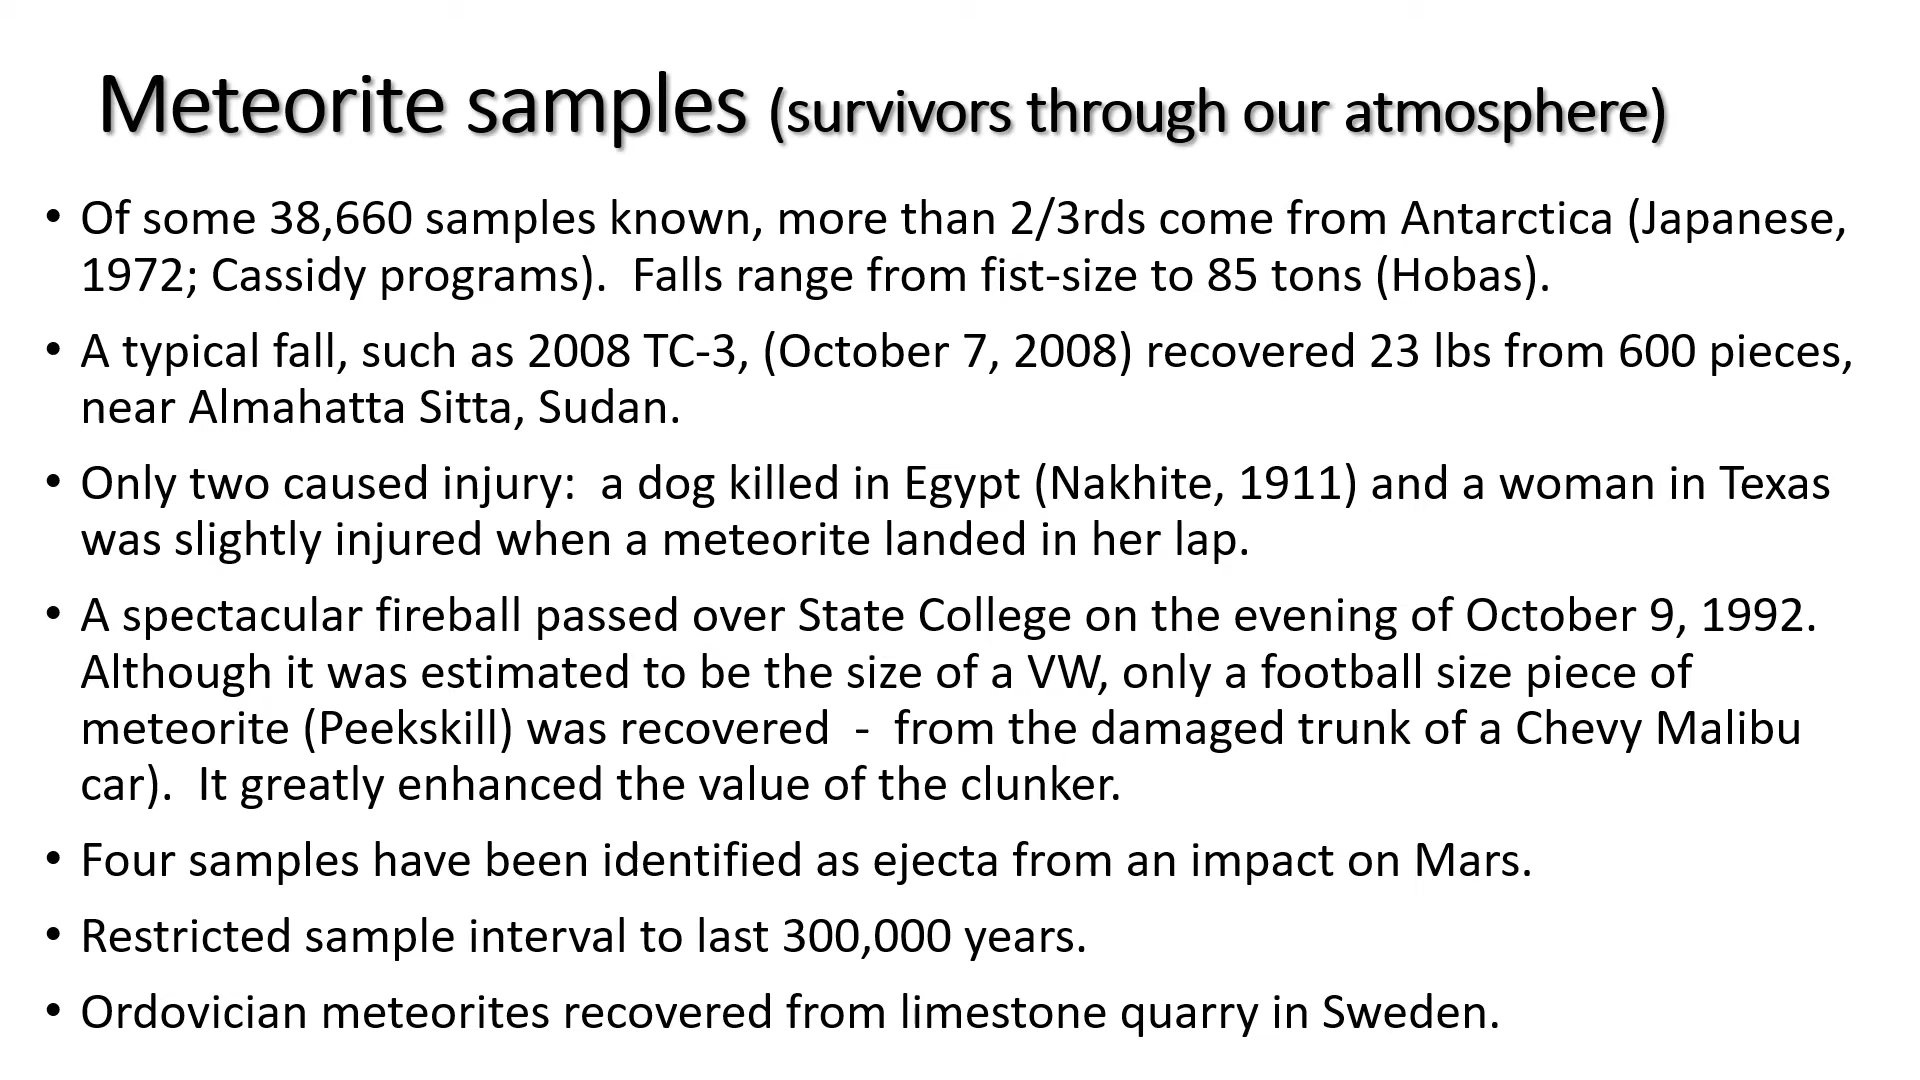 Meteorite samples (survivors through our atmosphere)
• Of some 38,660 samples known, more than 2/3rds come from Antarctica (Japanese,
1972; Cassidy programs).  Falls range from fist-size to 85 tons (Hobas).
• A typical fall, such as 2008 TC-3, (October 7, 2008) recovered 23 lbs from 600 pieces,
near Almahatta Sitta, Sudan.
• Only two caused injury:  a dog killed in Egypt (Nakhite, 1911) and a woman in Texas
was slightly injured when a meteorite landed in her lap.
• A spectacular fireball passed over State College on the evening of October 9, 1992.
Although it was estimated to be the size of a VW, only a football size piece of
meteorite (Peekskill) was recovered  -  from the damaged trunk of a Chevy Malibu
car).  It greatly enhanced the value of the clunker.
• Four samples have been identified as ejecta from an impact on Mars.
• Restricted sample interval to last 300,000 years.
• Ordovician meteorites recovered from limestone quarry in Sweden.